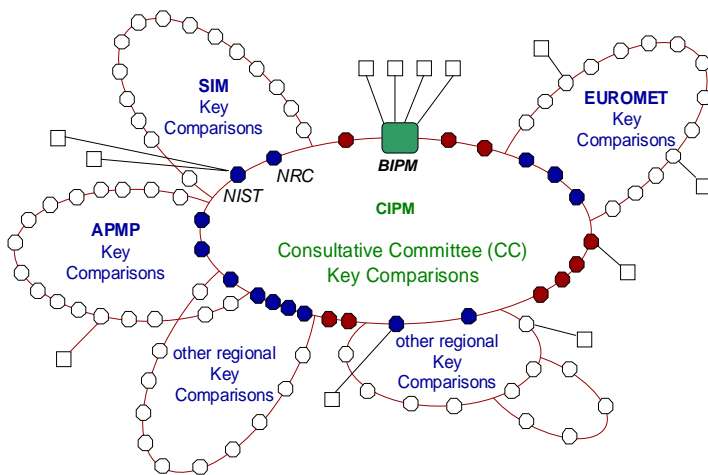 SIM
Key
Comparisons
EUROMET
Key
Comparisons
BIPM
NRC
NIST
CIPM
APMP
Key
Comparisons
Consultative Committee (CC)
Key Comparisons
other regional
Key
Comparisons
other regional
Key
Comparisons